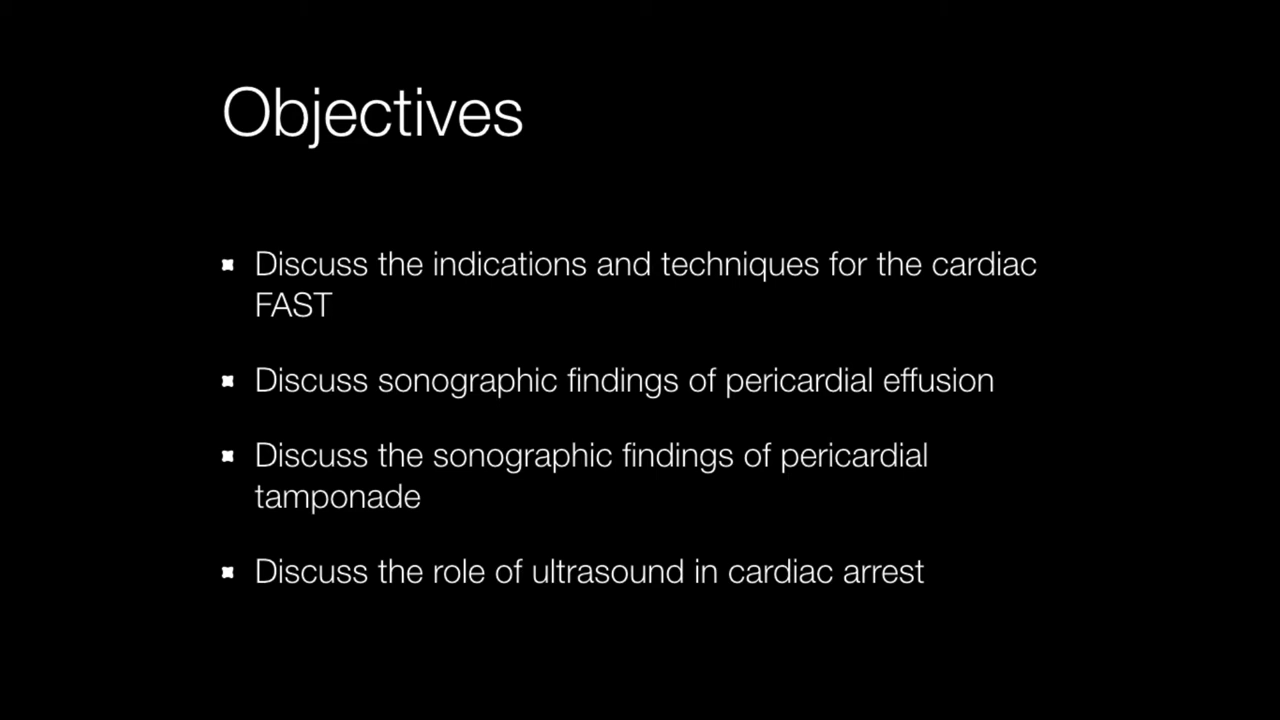 Objectives
Discuss the indications and techniques for the cardiac
FAST
Discuss sonographic findings of pericardial effusion
Discuss the sonographic findings of pericardial
tamponade
Discuss the role of ultrasound in cardiac arrest